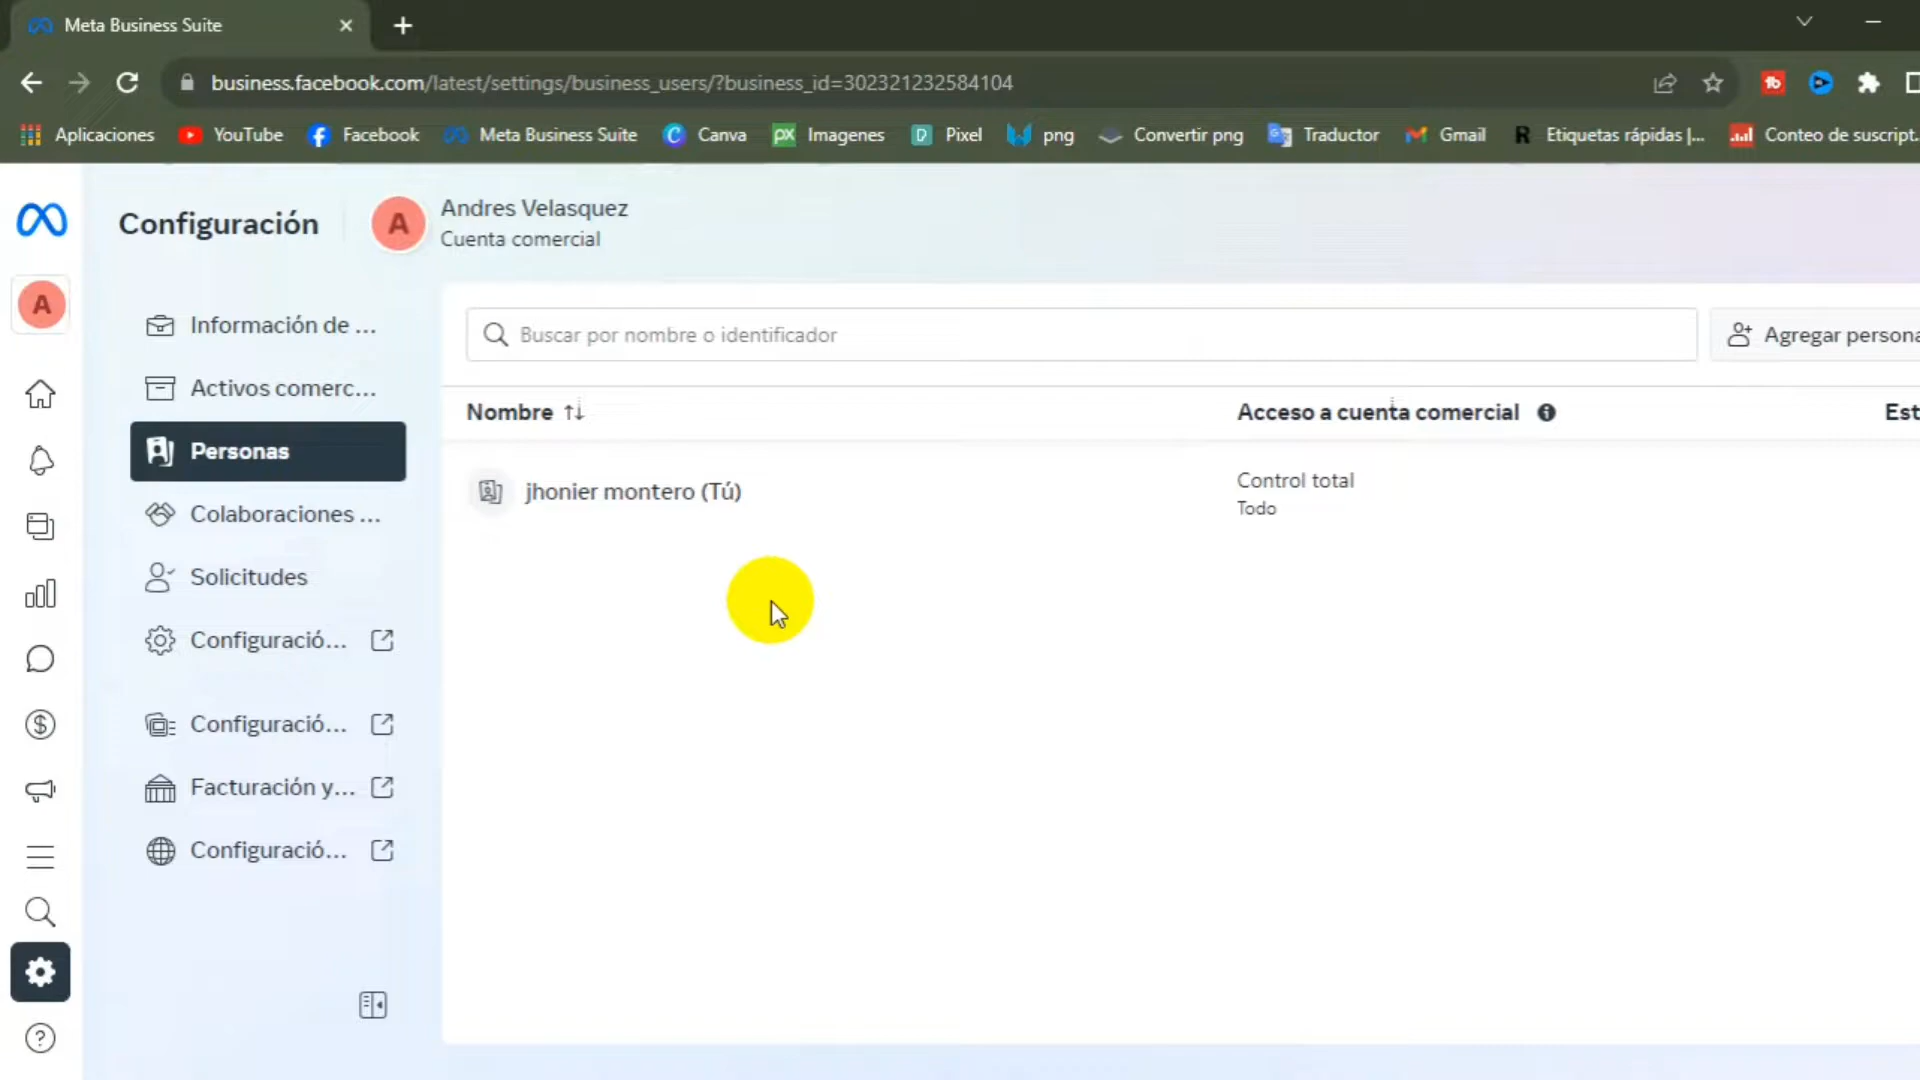 Meta Business Suite
business.facebook.com/latest/settings/business_users/?business_id=302321232584104
Aplicaciones
YouTube
Facebook
Meta Business Suite
Canva
Imagenes
Pixel
png
Convertir png
Traductor
Gmail
Etiquetas rápidas |...
Conteo de suscript.
Configuración
A
Andres Velasquez
Cuenta comercial
A
Información de ...
Activos comerc...
Personas
Colaboraciones ...
Solicitudes
Configuració...
Configuració...
Facturación y...
Configuració...
Buscar por nombre o identificador
Agregar persona
Nombre
Acceso a cuenta comercial
Est
jhonier montero (Tú)
Control total
Todo